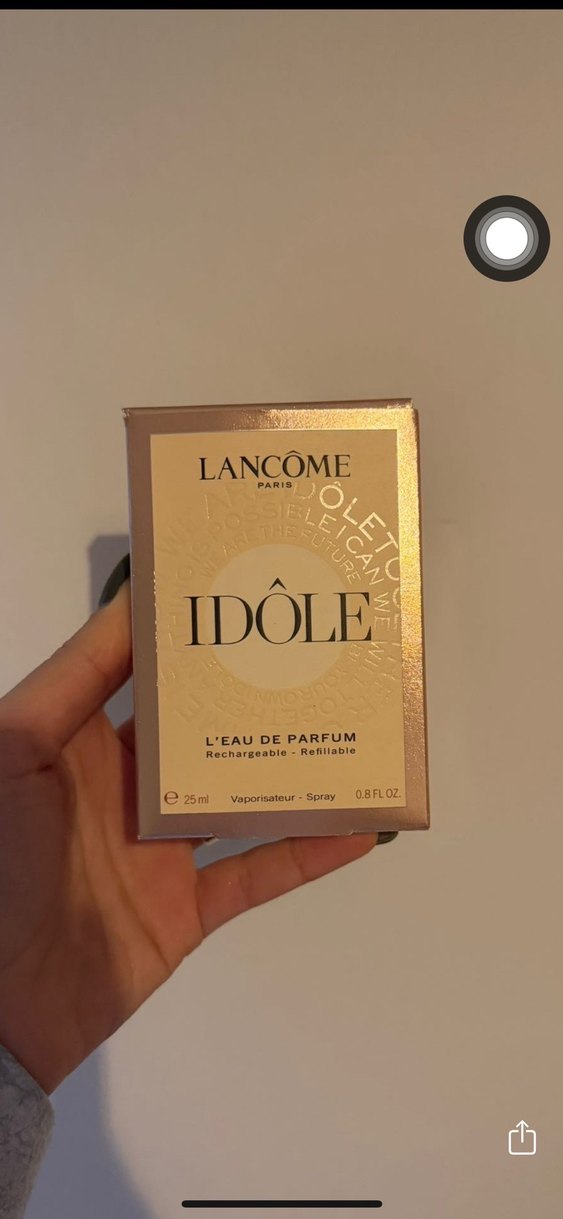 LANCÔME
PARIS
IDÔLE
WE ARE THE FUTURE
L'EAU DE PARFUM
Rechargeable - Refillable
℮ 25 ml Vaporisateur - Spray 0.8 FL OZ.